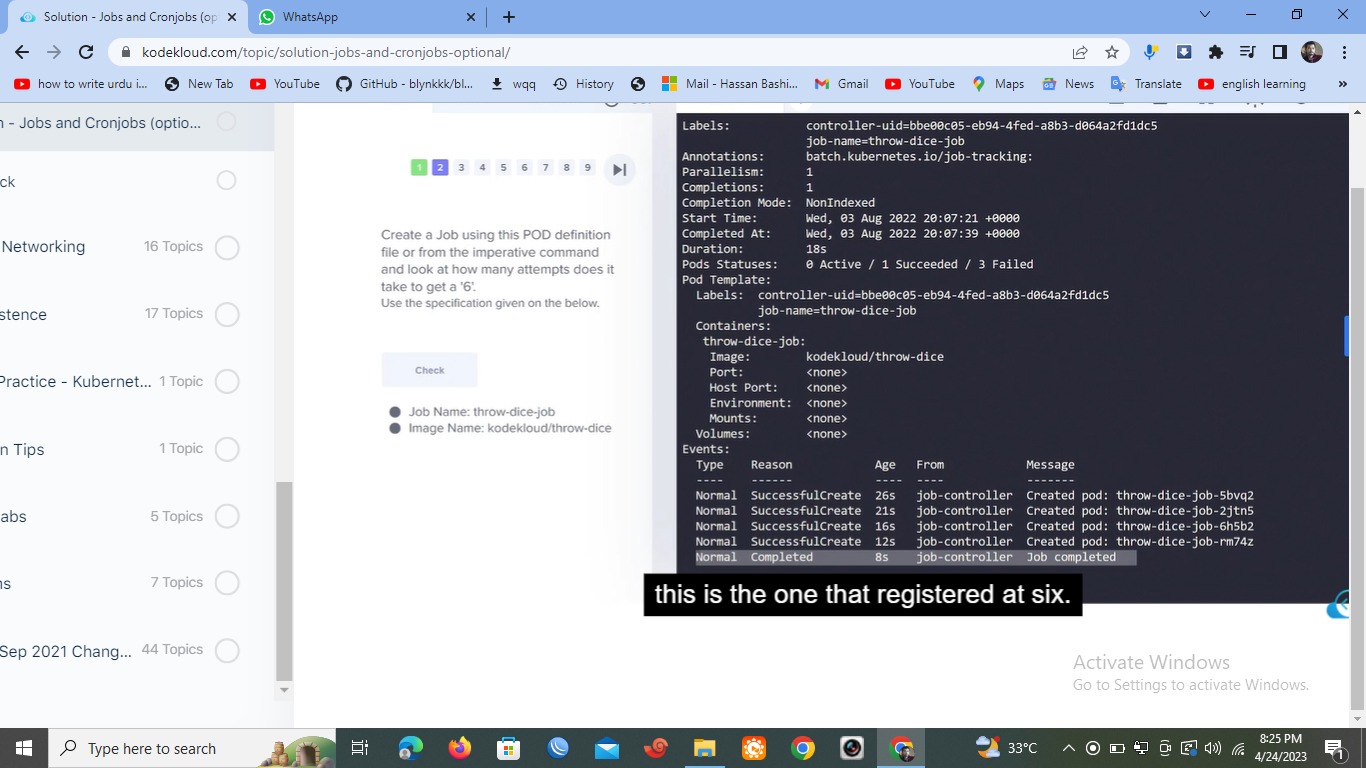 Solution - Jobs and Cronjobs (op
WhatsApp
kodekloud.com/topic/solution-jobs-and-cronjobs-optional/
how to write urdu i...
New Tab
YouTube
GitHub - blynkkk/bl...
wqq
History
Mail - Hassan Bashi...
Gmail
YouTube
Maps
News
Translate
english learning
»
n - Jobs and Cronjobs (optio...
ck
Networking 16 Topics
istence 17 Topics
Practice - Kubernet... 1 Topic
n Tips 1 Topic
abs 5 Topics
ns 7 Topics
Sep 2021 Chang... 44 Topics
1 2 3 4 5 6 7 8 9
Create a Job using this POD definition
file or from the imperative command
and look at how many attempts does it
take to get a '6'.
Use the specification given on the below.
Check
Job Name: throw-dice-job
Image Name: kodekloud/throw-dice
Labels: controller-uid=bbe00c05-eb94-4fed-a8b3-d064a2fd1dc5
job-name=throw-dice-job
Annotations: batch.kubernetes.io/job-tracking:
Parallelism: 1
Completions: 1
Completion Mode: NonIndexed
Start Time: Wed, 03 Aug 2022 20:07:21 +0000
Completed At: Wed, 03 Aug 2022 20:07:39 +0000
Duration: 18s
Pods Statuses: 0 Active / 1 Succeeded / 3 Failed
Pod Template:
Labels: controller-uid=bbe00c05-eb94-4fed-a8b3-d064a2fd1dc5
job-name=throw-dice-job
Containers:
throw-dice-job:
Image: kodekloud/throw-dice
Port: <none>
Host Port: <none>
Environment: <none>
Mounts: <none>
Volumes: <none>
Events:
Type Reason Age From Message
---- ------ ---- ---- -------
Normal SuccessfulCreate 26s job-controller Created pod: throw-dice-job-5bvq2
Normal SuccessfulCreate 21s job-controller Created pod: throw-dice-job-2jtn5
Normal SuccessfulCreate 16s job-controller Created pod: throw-dice-job-6h5b2
Normal SuccessfulCreate 12s job-controller Created pod: throw-dice-job-rm74z
Normal Completed 8s job-controller Job completed
this is the one that registered at six.
Activate Windows
Go to Settings to activate Windows.
Type here to search
33°C
8:25 PM
4/24/2023
1